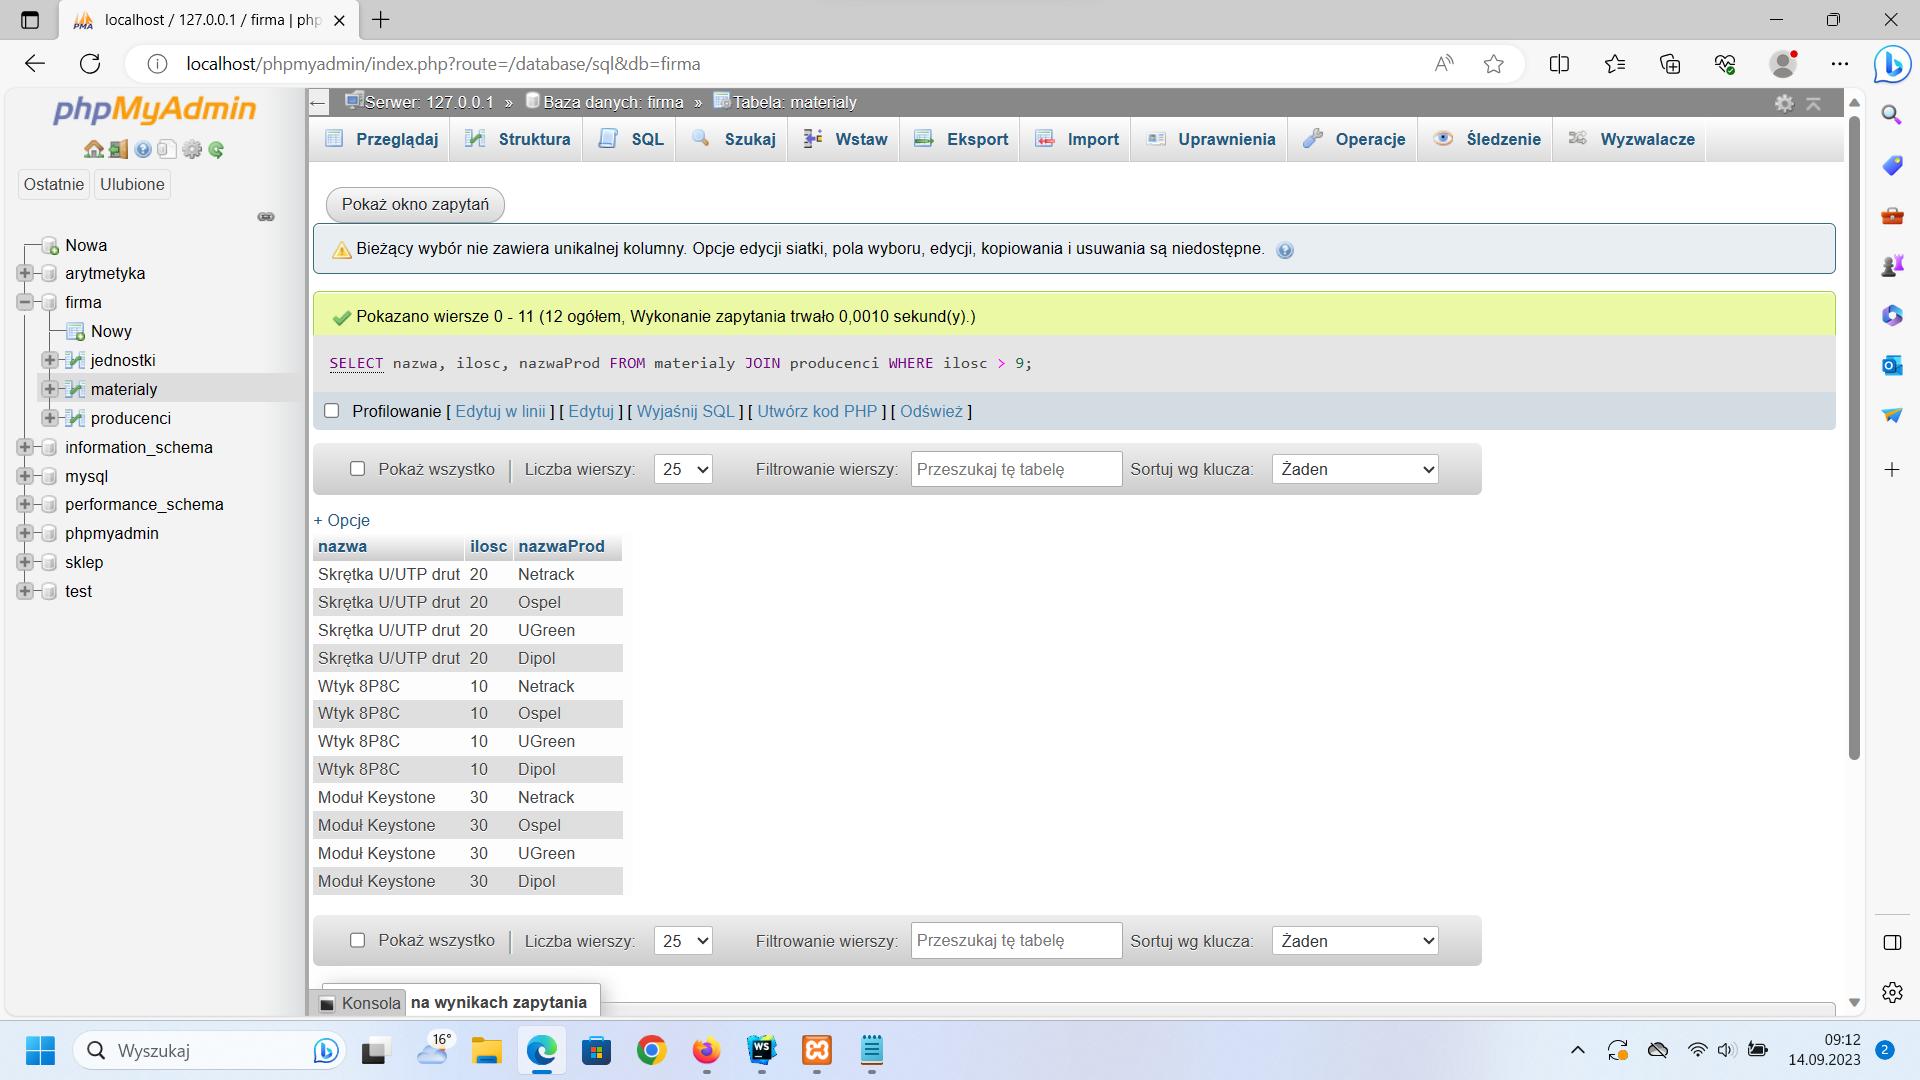 localhost / 127.0.0.1 / firma | php
localhost/phpmyadmin/index.php?route=/database/sql&db=firma
phpMyAdmin
Ostatnie
Ulubione
Nowa
arytmetyka
firma
Nowy
jednostki
materialy
producenci
information_schema
mysql
performance_schema
phpmyadmin
sklep
test
Serwer: 127.0.0.1 » Baza danych: firma » Tabela: materialy
Przeglądaj Struktura SQL Szukaj Wstaw Eksport Import Uprawnienia Operacje Śledzenie Wyzwalacze
Pokaż okno zapytań
Bieżący wybór nie zawiera unikalnej kolumny. Opcje edycji siatki, pola wyboru, edycji, kopiowania i usuwania są niedostępne.
Pokazano wiersze 0 - 11 (12 ogółem, Wykonanie zapytania trwało 0,0010 sekund(y).)
SELECT nazwa, ilosc, nazwaProd FROM materialy JOIN producenci WHERE ilosc > 9;
Profilowanie [ Edytuj w linii ] [ Edytuj ] [ Wyjaśnij SQL ] [ Utwórz kod PHP ] [ Odśwież ]
Pokaż wszystko | Liczba wierszy: 25 Filtrowanie wierszy: Przeszukaj tę tabelę Sortuj wg klucza: Żaden
+ Opcje
nazwa ilosc nazwaProd
Skrętka U/UTP drut 20 Netrack
Skrętka U/UTP drut 20 Ospel
Skrętka U/UTP drut 20 UGreen
Skrętka U/UTP drut 20 Dipol
Wtyk 8P8C 10 Netrack
Wtyk 8P8C 10 Ospel
Wtyk 8P8C 10 UGreen
Wtyk 8P8C 10 Dipol
Moduł Keystone 30 Netrack
Moduł Keystone 30 Ospel
Moduł Keystone 30 UGreen
Moduł Keystone 30 Dipol
Pokaż wszystko | Liczba wierszy: 25 Filtrowanie wierszy: Przeszukaj tę tabelę Sortuj wg klucza: Żaden
Konsola na wynikach zapytania
Wyszukaj
16°
WS
09:12
14.09.2023
2